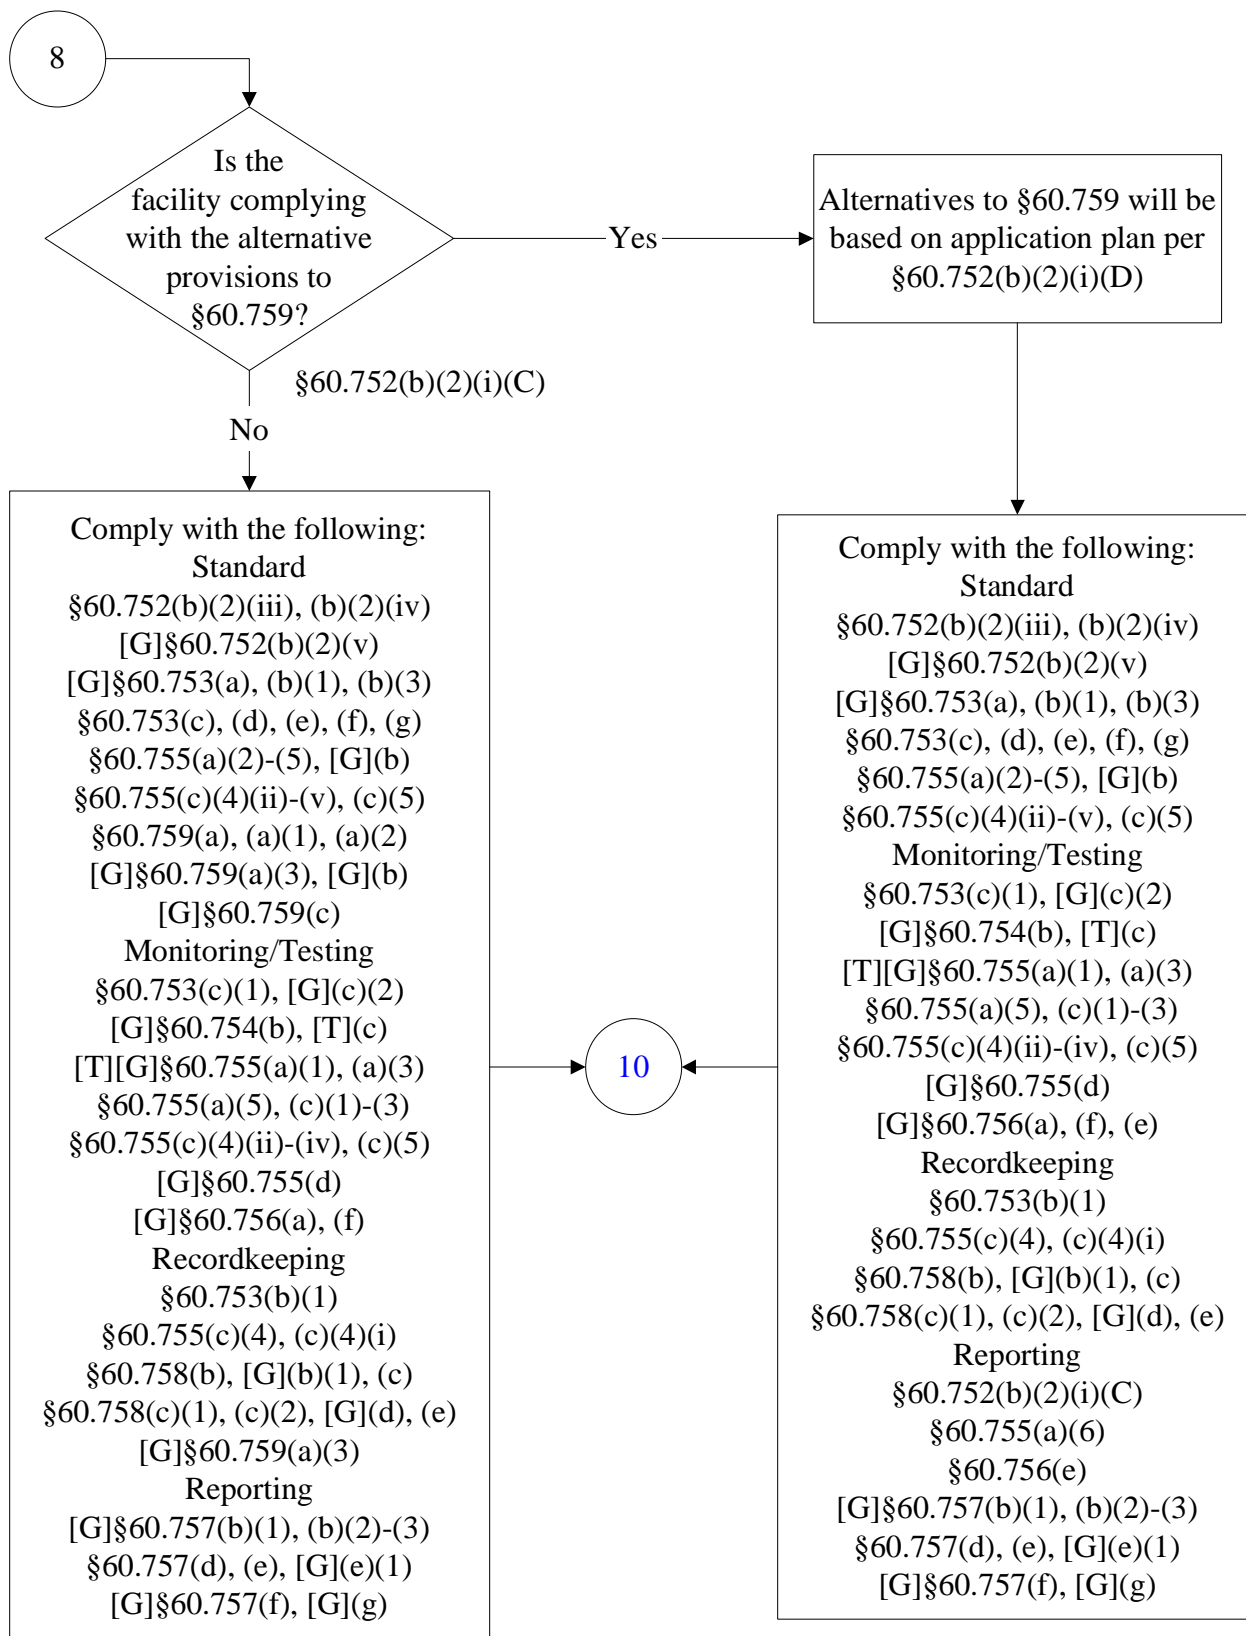 8
Is the
facility complying
with the alternative
provisions to
§60.759?
Yes
Alternatives to §60.759 will be
based on application plan per
§60.752(b)(2)(i)(D)
§60.752(b)(2)(i)(C)
No
Comply with the following:
Standard
§60.752(b)(2)(iii), (b)(2)(iv)
[G]§60.752(b)(2)(v)
[G]§60.753(a), (b)(1), (b)(3)
§60.753(c), (d), (e), (f), (g)
§60.755(a)(2)-(5), [G](b)
§60.755(c)(4)(ii)-(v), (c)(5)
§60.759(a), (a)(1), (a)(2)
[G]§60.759(a)(3), [G](b)
[G]§60.759(c)
Monitoring/Testing
§60.753(c)(1), [G](c)(2)
[G]§60.754(b), [T](c)
[T][G]§60.755(a)(1), (a)(3)
§60.755(a)(5), (c)(1)-(3)
§60.755(c)(4)(ii)-(iv), (c)(5)
[G]§60.755(d)
[G]§60.756(a), (f)
Recordkeeping
§60.753(b)(1)
§60.755(c)(4), (c)(4)(i)
§60.758(b), [G](b)(1), (c)
§60.758(c)(1), (c)(2), [G](d), (e)
[G]§60.759(a)(3)
Reporting
[G]§60.757(b)(1), (b)(2)-(3)
§60.757(d), (e), [G](e)(1)
[G]§60.757(f), [G](g)
10
Comply with the following:
Standard
§60.752(b)(2)(iii), (b)(2)(iv)
[G]§60.752(b)(2)(v)
[G]§60.753(a), (b)(1), (b)(3)
§60.753(c), (d), (e), (f), (g)
§60.755(a)(2)-(5), [G](b)
§60.755(c)(4)(ii)-(v), (c)(5)
Monitoring/Testing
§60.753(c)(1), [G](c)(2)
[G]§60.754(b), [T](c)
[T][G]§60.755(a)(1), (a)(3)
§60.755(a)(5), (c)(1)-(3)
§60.755(c)(4)(ii)-(iv), (c)(5)
[G]§60.755(d)
[G]§60.756(a), (f), (e)
Recordkeeping
§60.753(b)(1)
§60.755(c)(4), (c)(4)(i)
§60.758(b), [G](b)(1), (c)
§60.758(c)(1), (c)(2), [G](d), (e)
Reporting
§60.752(b)(2)(i)(C)
§60.755(a)(6)
§60.756(e)
[G]§60.757(b)(1), (b)(2)-(3)
§60.757(d), (e), [G](e)(1)
[G]§60.757(f), [G](g)